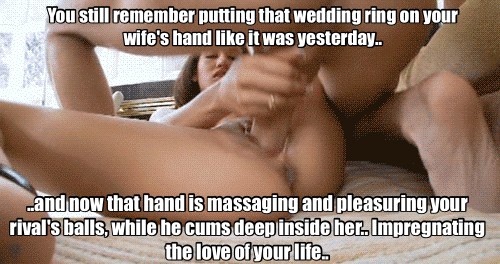 You still remember putting that wedding ring on your
wife's hand like it was yesterday..
..and now that hand is massaging and pleasuring your
rival's balls, while he cums deep inside her.. Impregnating
the love of your life..